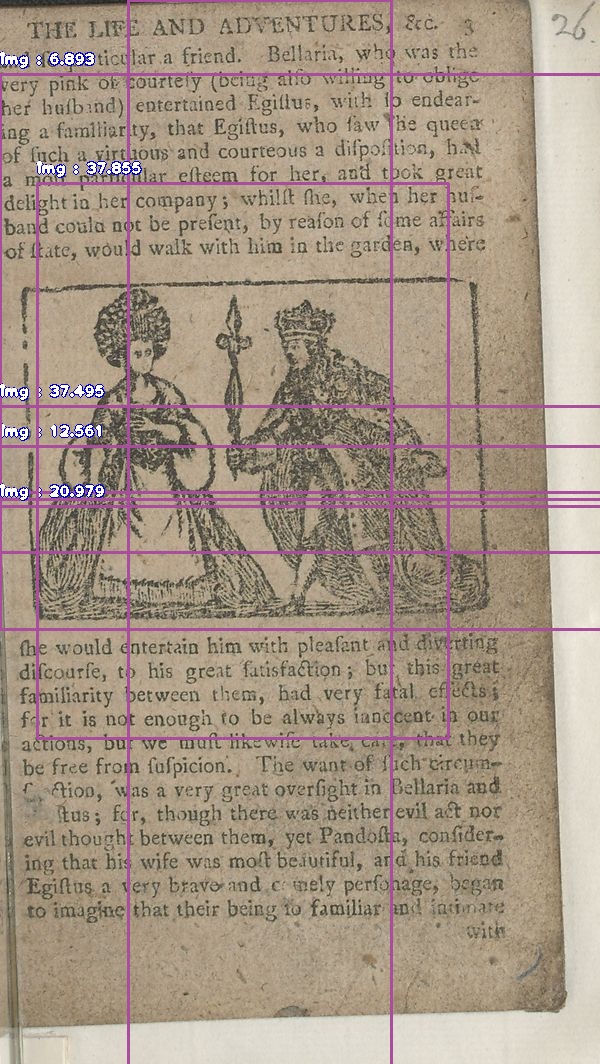 THE LIFE AND ADVENTURES, &c. 3
26.
particular a friend. Bellaria, who was the
very pink of courteſy (being alſo willing to oblige
her huſband) entertained Egiſtus, with ſo endear-
ing a familiarity, that Egiſtus, who ſaw the queen
of ſuch a virtuous and courteous a diſpoſition, had
a moſt particular eſteem for her, and took great
delight in her company; whilſt ſhe, when her huſ-
band could not be preſent, by reaſon of ſome affairs
of ſtate, would walk with him in the garden, where
Img : 6.893
Img : 37.855
Img : 37.495
Img : 12.561
Img : 20.979
ſhe would entertain him with pleaſant and diverting
diſcourſe, to his great ſatisfaction; but this great
familiarity between them, had very fatal effects;
for it is not enough to be always innocent in our
actions, but we muſt likewiſe take care, that they
be free from ſuſpicion. The want of ſuch circum-
ſpection, was a very great overſight in Bellaria and
ſtus; for, though there was neither evil act nor
evil thought between them, yet Pandoſta, conſider-
ing that his wife was moſt beautiful, and his friend
Egiſtus a very brave and comely perſonage, began
to imagine that their being ſo familiar and intimate
with